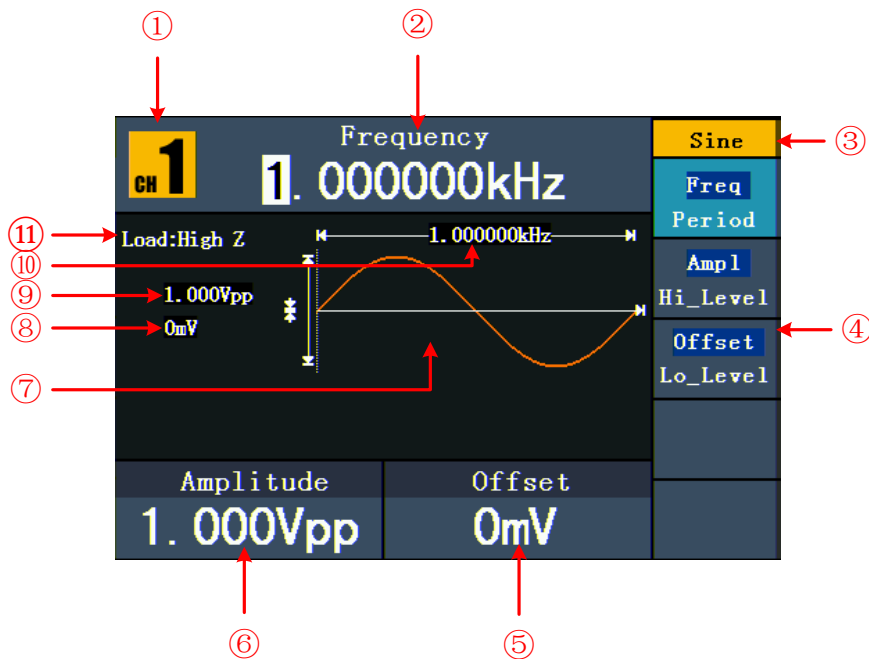 ① ②
Frequency
Sine ③
CH 1
1. 000000kHz
Freq
Period
⑪ Load:High Z
1. 000000kHz
⑩
Ampl
Hi_Level
⑨ 1. 000Vpp
⑧ 0mV
Offset ④
Lo_Level
⑦
Amplitude Offset
1. 000Vpp 0mV
⑥ ⑤